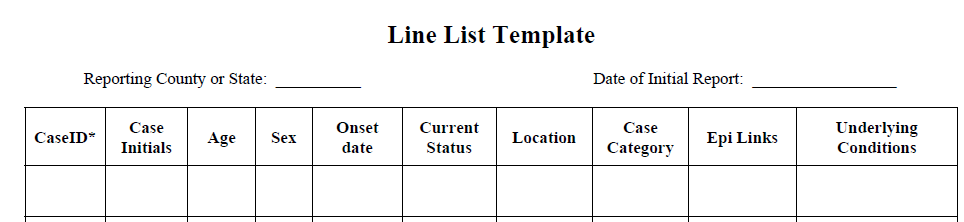 Line List Template
Reporting County or State: __________ Date of Initial Report: _________________
CaseID* Case Initials Age Sex Onset date Current Status Location Case Category Epi Links Underlying Conditions